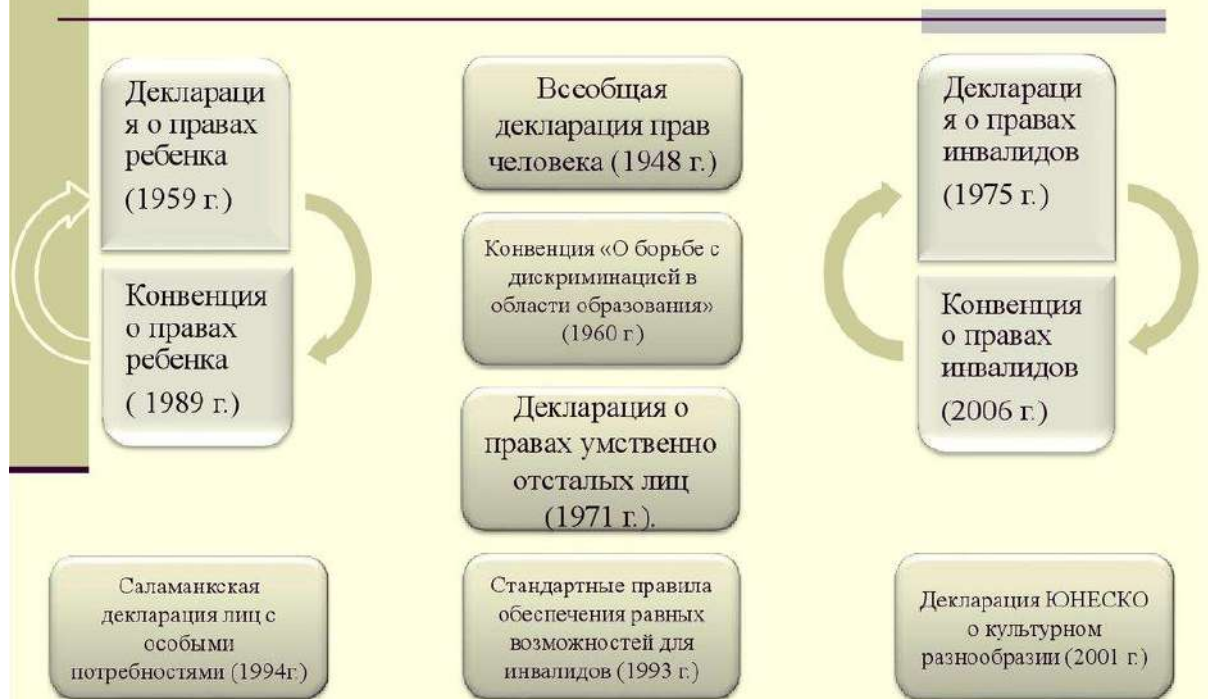 Деклараци
я о правах
ребенка
(1959 г.)
Конвенция
о правах
ребенка
( 1989 г.)
Всеобщая
декларация прав
человека (1948 г.)
Конвенция «О борьбе с
дискриминацией в
области образования»
(1960 г)
Декларация о
правах умственно
отсталых лиц
(1971 г.).
Деклараци
я о правах
инвалидов
(1975 г.)
Конвенция
о правах
инвалидов
(2006 г.)
Саламанкская
декларация лиц с
особыми
потребностями (1994г.)
Стандартные правила
обеспечения равных
возможностей для
инвалидов (1993 г.)
Декларация ЮНЕСКО
о культурном
разнообразии (2001 г.)